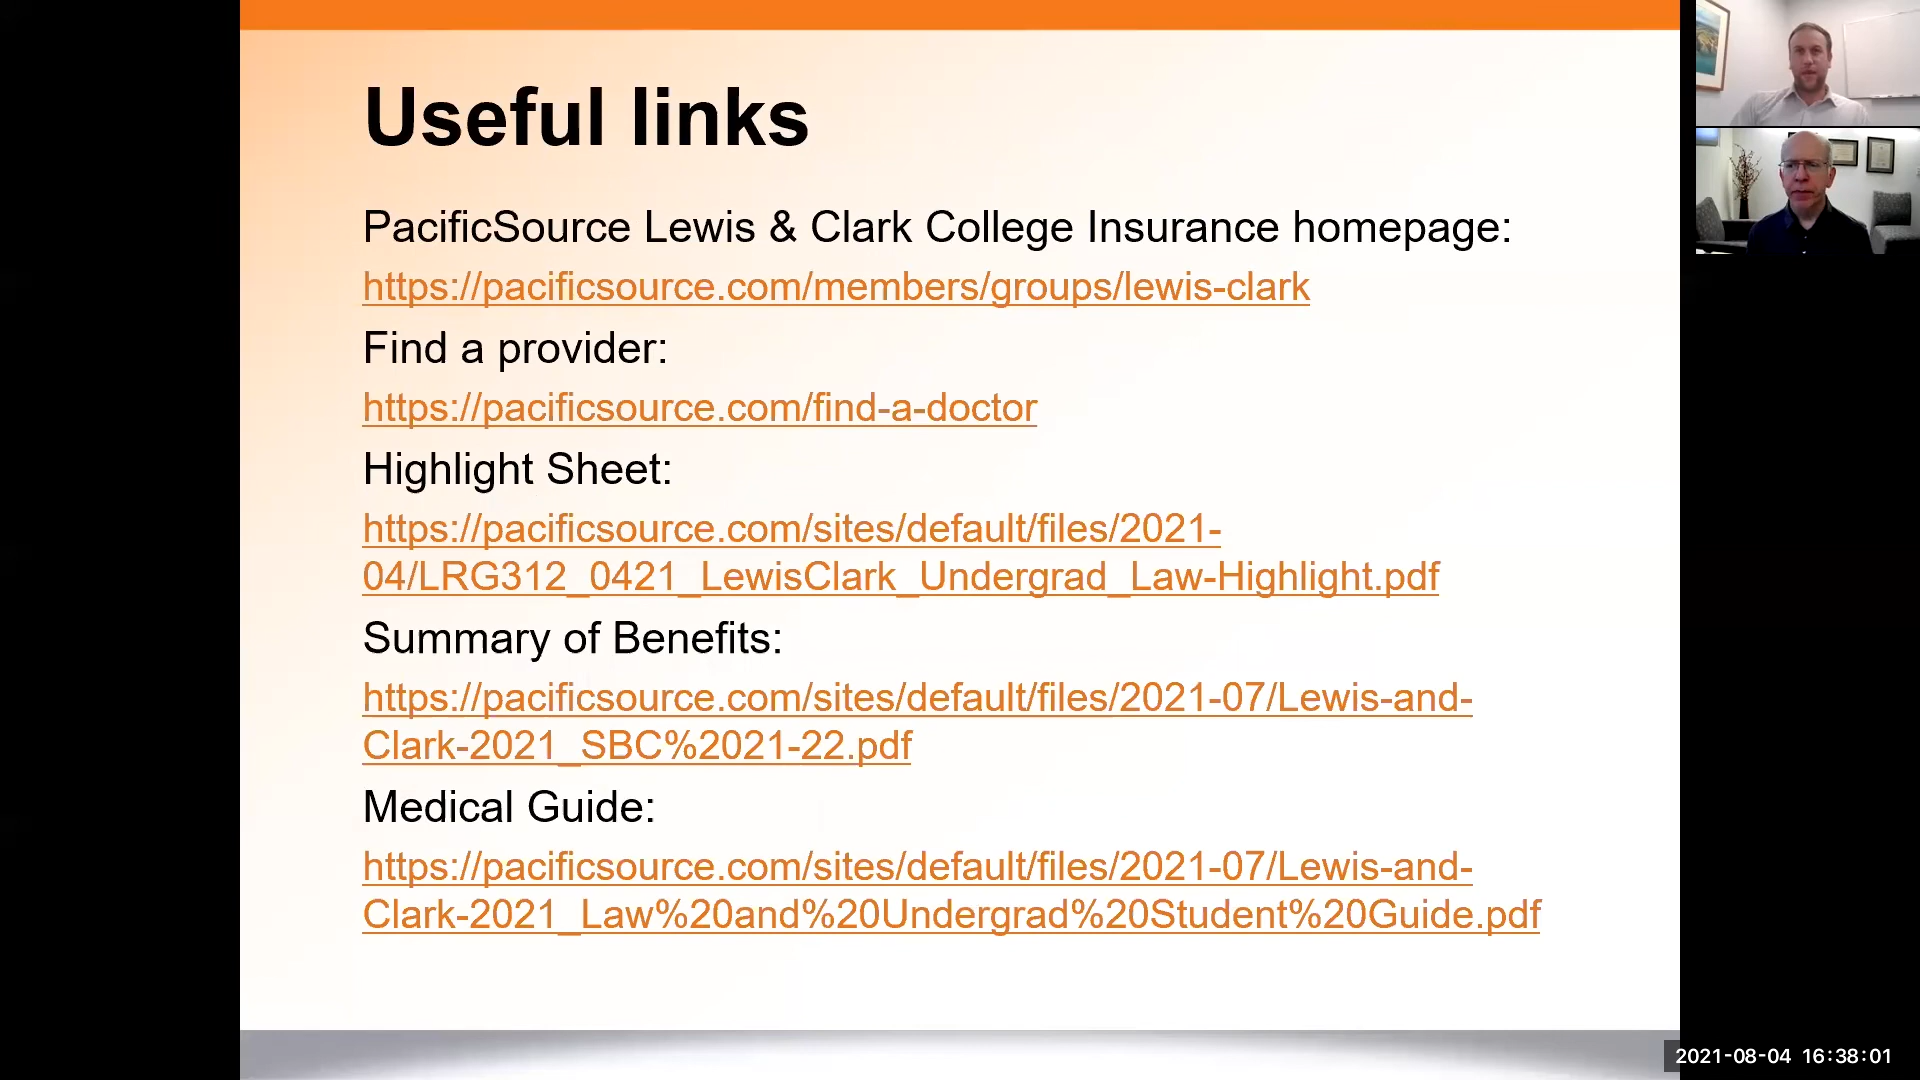 Useful links
PacificSource Lewis & Clark College Insurance homepage:
https://pacificsource.com/members/groups/lewis-clark
Find a provider:
https://pacificsource.com/find-a-doctor
Highlight Sheet:
https://pacificsource.com/sites/default/files/2021-
04/LRG312_0421_LewisClark_Undergrad_Law-Highlight.pdf
Summary of Benefits:
https://pacificsource.com/sites/default/files/2021-07/Lewis-and-
Clark-2021_SBC%2021-22.pdf
Medical Guide:
https://pacificsource.com/sites/default/files/2021-07/Lewis-and-
Clark-2021_Law%20and%20Undergrad%20Student%20Guide.pdf
2021-08-04 16:38:01